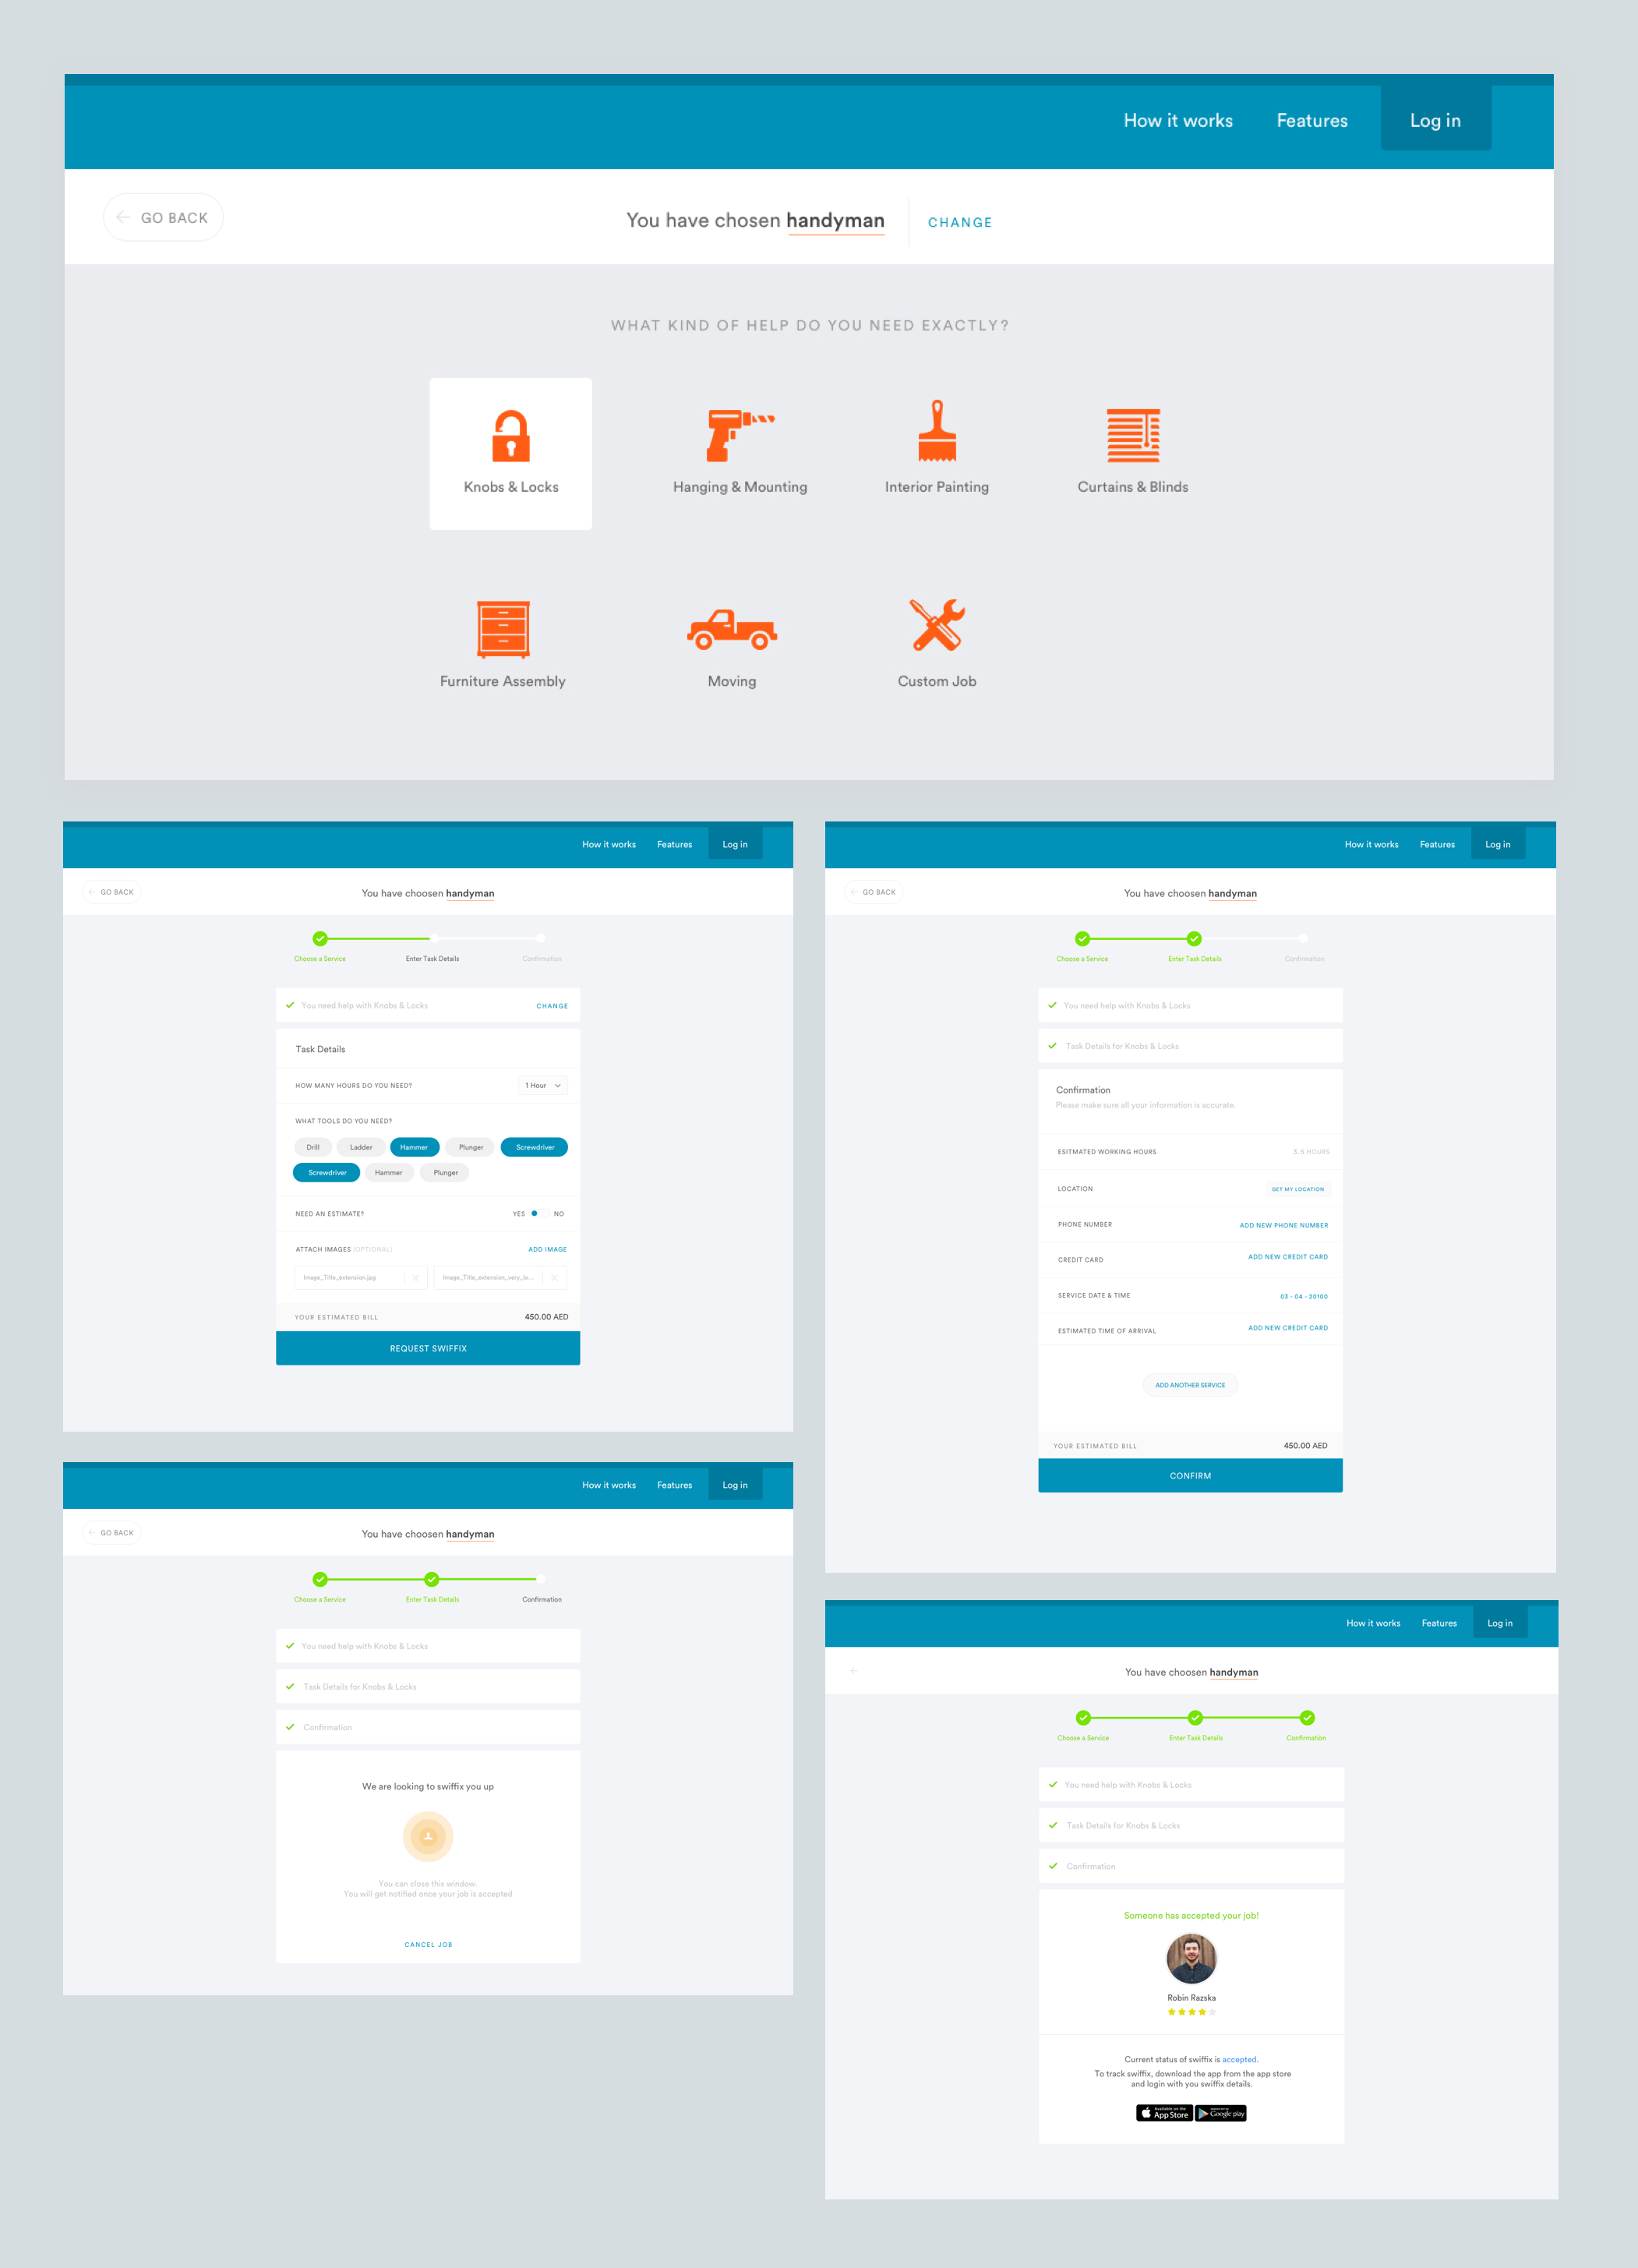 How it works Features Log in
GO BACK
You have chosen handyman
CHANGE
WHAT KIND OF HELP DO YOU NEED EXACTLY?
Knobs & Locks
Hanging & Mounting
Interior Painting
Curtains & Blinds
Furniture Assembly
Moving
Custom Job
How it works Features Log in
GO BACK
You have choosen handyman
Choose a Service Enter Task Details Confirmation
You need help with Knobs & Locks CHANGE
Task Details
HOW MANY HOURS DO YOU NEED? 1 Hour
WHAT TOOLS DO YOU NEED?
Drill Ladder Hammer Plunger Screwdriver
Screwdriver Hammer Plunger
NEED AN ESTIMATE? YES NO
ATTACH IMAGES (OPTIONAL) ADD IMAGE
Image_Title_extension.jpg Image_Title_extension_very_lo...
YOUR ESTIMATED BILL 450.00 AED
REQUEST SWIFFIX
How it works Features Log in
GO BACK
You have choosen handyman
Choose a Service Enter Task Details Confirmation
You need help with Knobs & Locks
Task Details for Knobs & Locks
Confirmation
Please make sure all your information is accurate.
ESITMATED WORKING HOURS 3.5 HOURS
LOCATION GET MY LOCATION
PHONE NUMBER ADD NEW PHONE NUMBER
CREDIT CARD ADD NEW CREDIT CARD
SERVICE DATE & TIME 03 - 04 - 20100
ESTIMATED TIME OF ARRIVAL ADD NEW CREDIT CARD
ADD ANOTHER SERVICE
YOUR ESTIMATED BILL 450.00 AED
CONFIRM
How it works Features Log in
GO BACK
You have choosen handyman
Choose a Service Enter Task Details Confirmation
You need help with Knobs & Locks
Task Details for Knobs & Locks
Confirmation
We are looking to swiffix you up
You can close this window.
You will get notified once your job is accepted
CANCEL JOB
How it works Features Log in
You have choosen handyman
Choose a Service Enter Task Details Confirmation
You need help with Knobs & Locks
Task Details for Knobs & Locks
Confirmation
Someone has accepted your job!
Robin Razska
Current status of swiffix is accepted.
To track swiffix, download the app from the app store
and login with you swiffix details.
Available on the
App Store
Google play